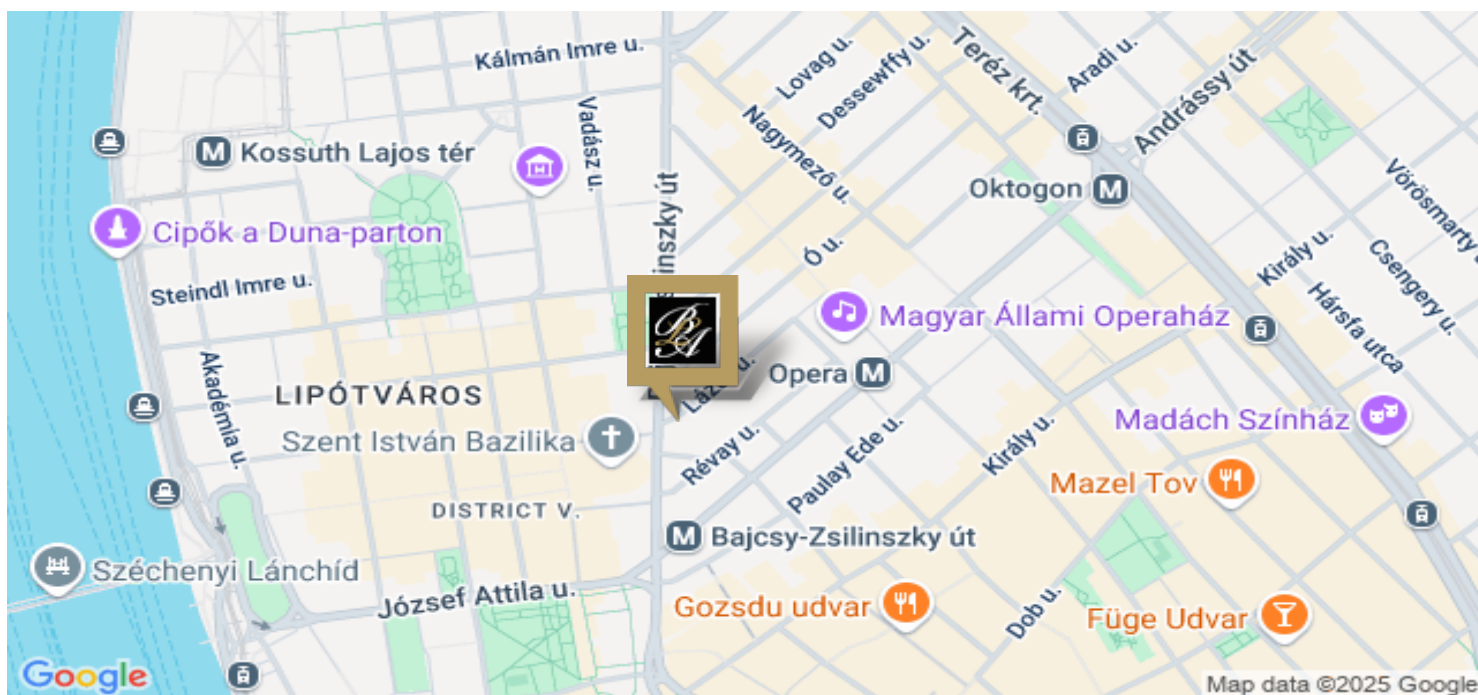 Kálmán Imre u.
Lovag u.
Dessewffy u.
Teréz krt.
Aradi u.
Andrássy út
Vadász u.
Nagymező u.
M Kossuth Lajos tér
Oktogon M
Vörösmarty u.
Cipők a Duna-parton
Ó u.
Király u.
Csengery u.
Steindl Imre u.
Hársfa utca
Magyar Állami Operaház
BLA
Akadémia u.
LIPÓTVÁROS
Opera M
Madách Színház
Szent István Bazilika
Révay u.
Paulay Ede u.
Király u.
Mazel Tov
DISTRICT V.
M Bajcsy-Zsilinszky út
Széchenyi Lánchíd
József Attila u.
Gozsdu udvar
Dob u.
Füge Udvar
Google
Map data ©2025 Google